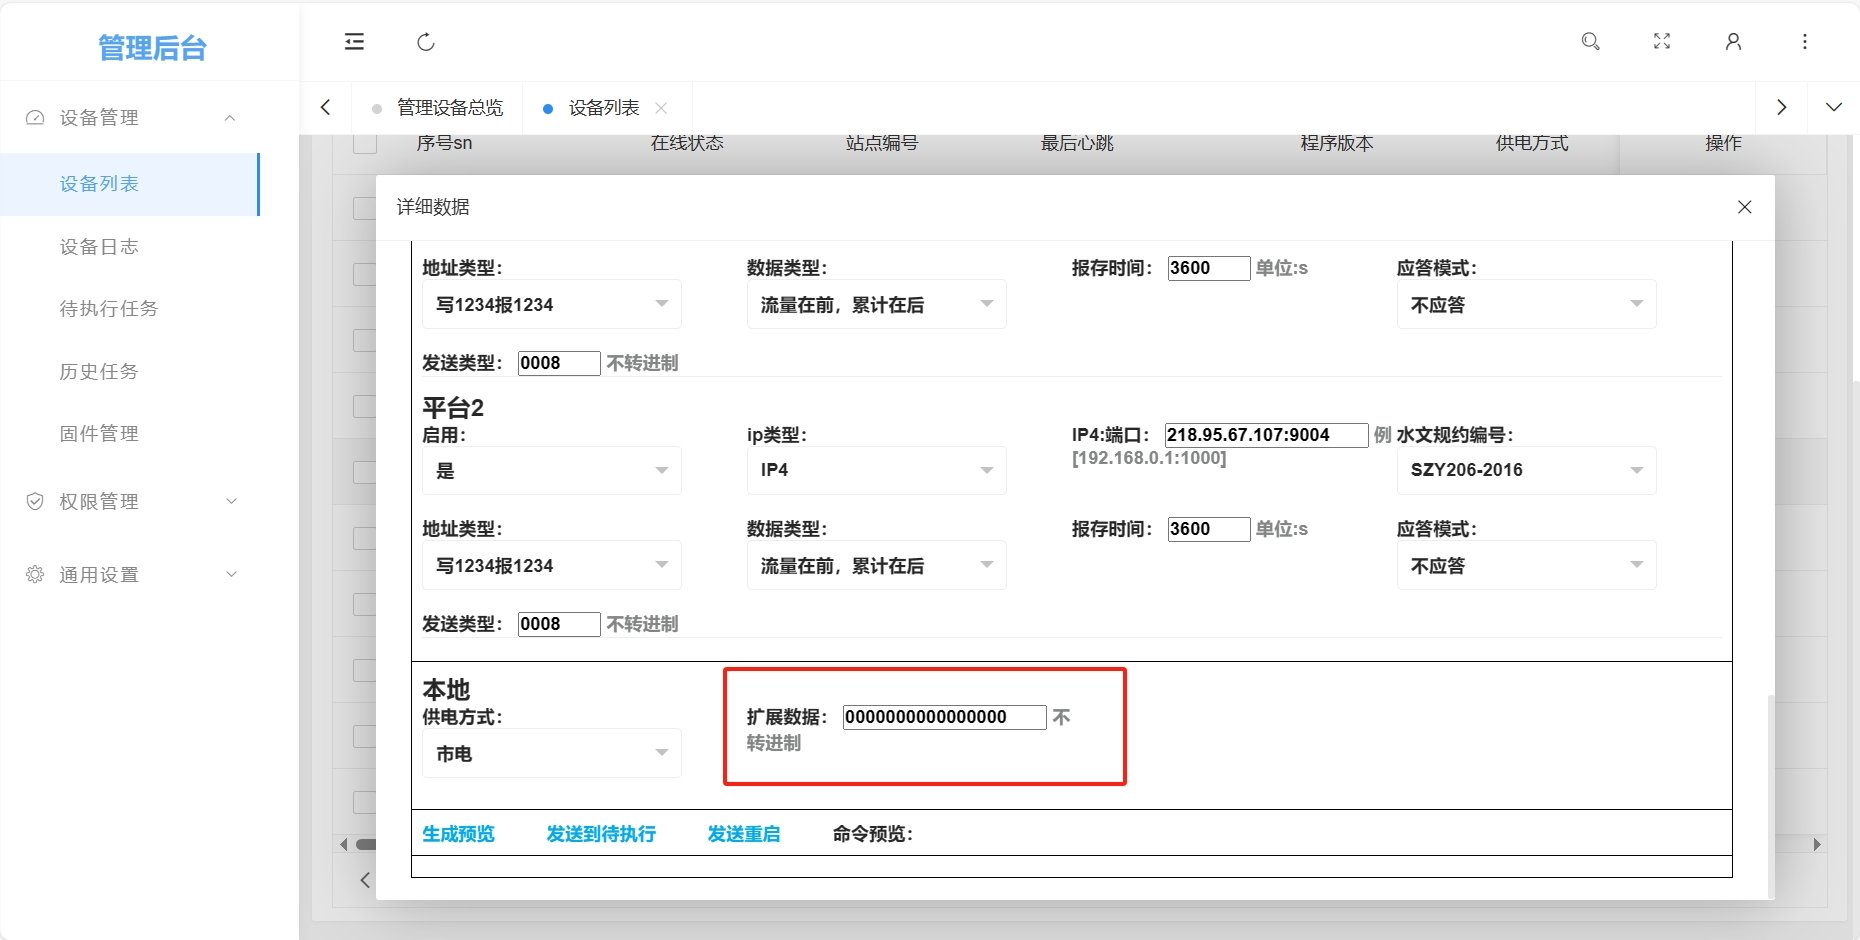 管理后台
设备管理
设备列表
设备日志
待执行任务
历史任务
固件管理
权限管理
通用设置
管理设备总览
设备列表
序号sn 在线状态 站点编号 最后心跳 程序版本 供电方式 操作
详细数据
地址类型： 数据类型： 报存时间： 3600 单位:s 应答模式：
写1234报1234 流量在前，累计在后 不应答
发送类型： 0008 不转进制
平台2
启用： ip类型： IP4:端口： 218.95.67.107:9004 例 水文规约编号：
[192.168.0.1:1000]
是 IP4 SZY206-2016
地址类型： 数据类型： 报存时间： 3600 单位:s 应答模式：
写1234报1234 流量在前，累计在后 不应答
发送类型： 0008 不转进制
本地
供电方式： 扩展数据： 0000000000000000 不
转进制
市电
生成预览 发送到待执行 发送重启 命令预览：